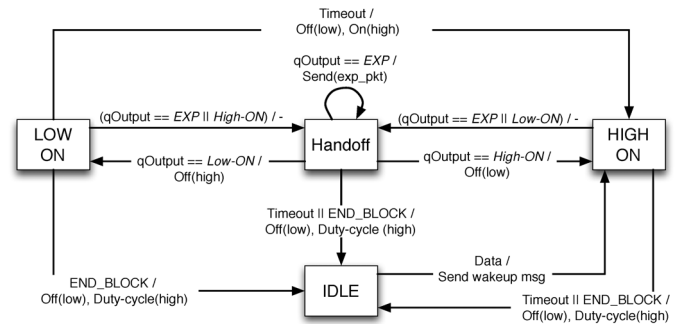 Timeout /
Off(low), On(high)
qOutput == EXP /
Send(exp_pkt)
(qOutput == EXP || High-ON) / -
(qOutput == EXP || Low-ON) / -
LOW
ON
Handoff
HIGH
ON
qOutput == Low-ON /
Off(high)
qOutput == High-ON /
Off(low)
Timeout || END_BLOCK /
Off(low), Duty-cycle (high)
Data /
Send wakeup msg
END_BLOCK /
Off(low), Duty-cycle(high)
IDLE
Timeout || END_BLOCK /
Off(low), Duty-cycle(high)